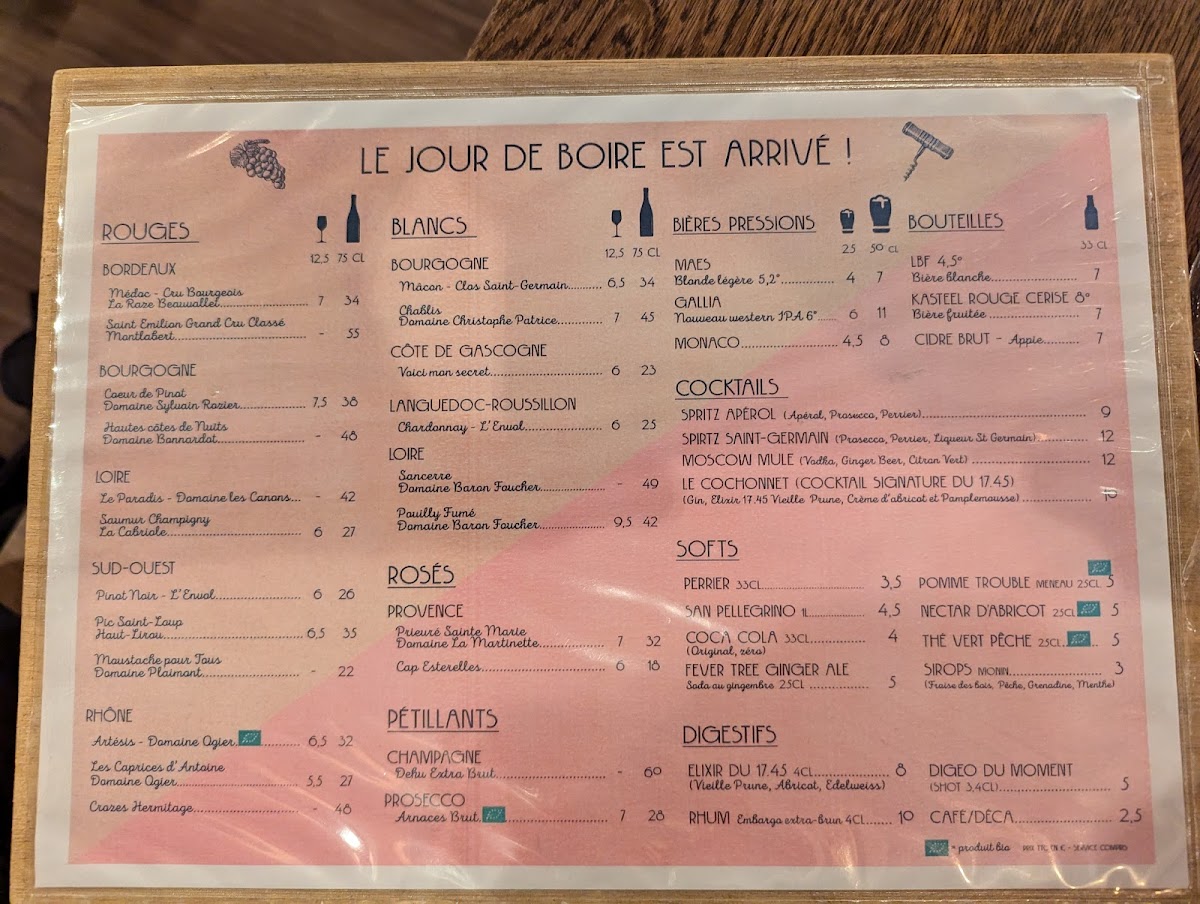 LE JOUR DE BOIRE EST ARRIVÉ !
ROUGES
12,5 75 CL
BORDEAUX
Médoc - Cru Bourgeois
La Raze Beauvallet 7 34
Saint Emilion Grand Cru Classé
Montlabert - 55
BOURGOGNE
Coeur de Pinot
Domaine Sylvain Rozier 7,5 38
Hautes côtes de Nuits
Domaine Bonnardot - 48
LOIRE
Le Paradis - Domaine les Canons - 42
Saumur Champigny
La Cabriole 6 27
SUD-OUEST
Pinot Noir - L'Envol 6 26
Pic Saint-Loup
Haut-Lirou 6,5 35
Moustache pour Tous
Domaine Plaimont - 22
RHÔNE
Artésis - Domaine Ogier 6,5 32
Les Caprices d'Antoine
Domaine Ogier 5,5 27
Crozes Hermitage - 48
BLANCS
12,5 75 CL
BOURGOGNE
Mâcon - Clos Saint-Germain 6,5 34
Chablis
Domaine Christophe Patrice 7 45
CÔTE DE GASCOGNE
Voici mon secret 6 23
LANGUEDOC-ROUSSILLON
Chardonnay - L'Envol 6 25
LOIRE
Sancerre
Domaine Baron Foucher - 49
Pouilly Fumé
Domaine Baron Foucher 9,5 42
ROSÉS
PROVENCE
Prieuré Sainte Marie
Domaine La Martinette 7 32
Cap Esterelles 6 18
PÉTILLANTS
CHAMPAGNE
Dehu Extra Brut - 60
PROSECCO
Arnaces Brut 7 28
BIÈRES PRESSIONS
25 50 CL
MAES
Blonde légère 5,2° 4 7
GALLIA
Nouveau western IPA 6° 6 11
MONACO 4,5 8
BOUTEILLES
33 CL
LBF 4,5°
Bière blanche 7
KASTEEL ROUGE CERISE 8°
Bière fruitée 7
CIDRE BRUT - Appie 7
COCKTAILS
SPRITZ APÉROL (Apérol, Prosecco, Perrier) 9
SPIRTZ SAINT-GERMAIN (Prosecco, Perrier, Liqueur St Germain) 12
MOSCOW MULE (Vodka, Ginger Beer, Citron Vert) 12
LE COCHONNET (COCKTAIL SIGNATURE DU 17.45)
(Gin, Elixir 17.45 Vieille Prune, Crème d'abricot et Pamplemousse)
SOFTS
PERRIER 33CL 3,5
SAN PELLEGRINO 1L 4,5
COCA COLA 33CL 4
(Original, zéro)
FEVER TREE GINGER ALE
Soda au gingembre 25CL 5
POMME TROUBLE MENEAU 25CL 5
NECTAR D'ABRICOT 25CL 5
THÉ VERT PÊCHE 25CL 5
SIROPS MONIN 3
(Fraise des bois, Pêche, Grenadine, Menthe)
DIGESTIFS
ELIXIR DU 17.45 4CL 8
(Vieille Prune, Abricot, Edelweiss)
RHUM Embargo extra-brun 4CL 10
DIGEO DU MOMENT
(SHOT 3,4CL) 5
CAFÉ/DÉCA 2,5
= produit bio PRIX TTC EN € - SERVICE COMPRIS